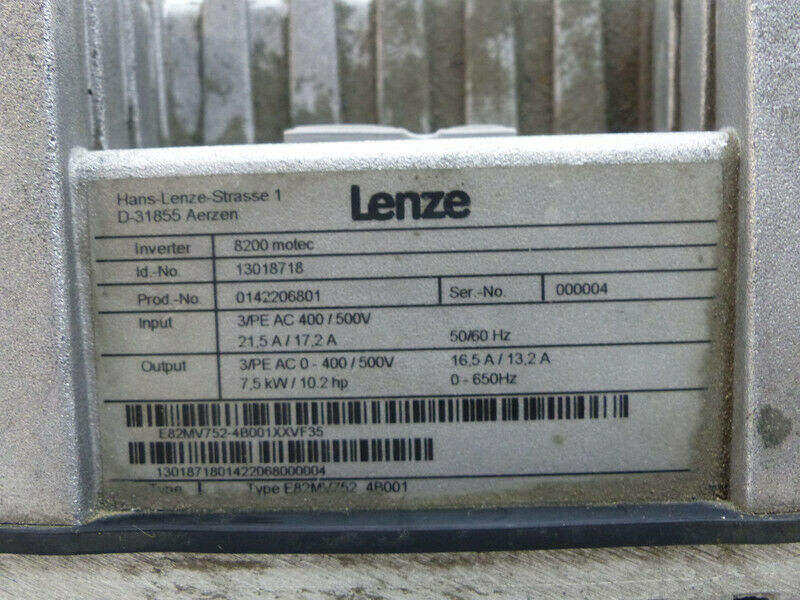 Hans-Lenze-Strasse 1
D-31855 Aerzen
Lenze
Inverter 8200 motec
Id.-No. 13018718
Prod.-No 0142206801 Ser.-No. 000004
Input 3/PE AC 400 / 500V
21,5 A / 17,2 A 50/60 Hz
Output 3/PE AC 0 - 400 / 500V 16,5 A / 13,2 A
7,5 kW / 10.2 hp 0 - 650Hz
E82MV752-4B001XXVF35
1301871801422068000004
Type Type E82MV752_4B001